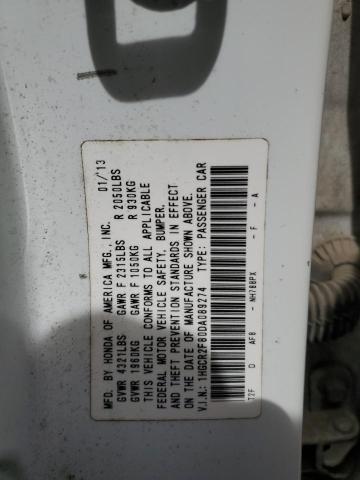 MFD. BY HONDA OF AMERICA MFG., INC. 01/13
GVWR 4321LBS GAWR F 2315LBS R 2050LBS
GVWR 1960KG GAWR F 1050KG R 930KG
THIS VEHICLE CONFORMS TO ALL APPLICABLE
FEDERAL MOTOR VEHICLE SAFETY, BUMPER,
AND THEFT PREVENTION STANDARDS IN EFFECT
ON THE DATE OF MANUFACTURE SHOWN ABOVE.
V.I.N.: 1HGCR2F80DA089274 TYPE: PASSENGER CAR
T2F D AF8 - NH788PX - F - A